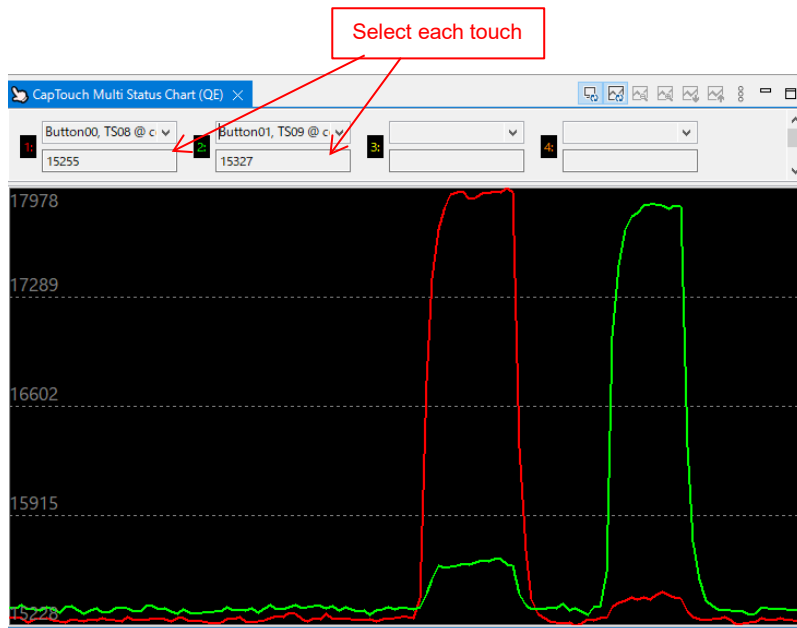 Select each touch
CapTouch Multi Status Chart (QE)
1: Button00, TS08 @ c 2: Button01, TS09 @ c 3: 4:
15255 15327
17978
17289
16602
15915
15228